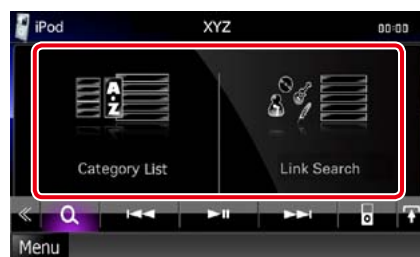 iPod XYZ 00:00
A
Z
Category List Link Search
Menu